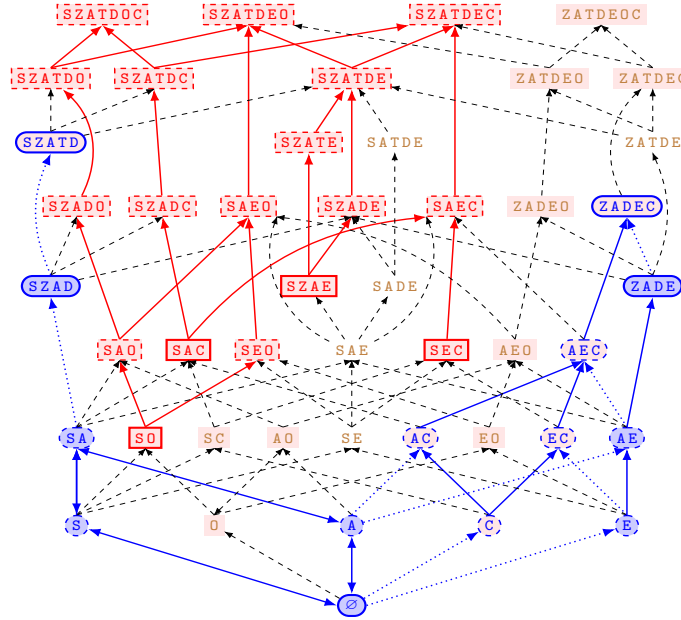 SZATDOC SZATDEO SZATDEC ZATDEOC
SZATDO SZATDC SZATDE ZATDEO ZATDEC
SZATD SZATE SATDE ZATDE
SZADO SZADC SAEO SZADE SAEC ZADEO ZADEC
SZAD SZAE SADE ZADE
SAO SAC SEO SAE SEC AEO AEC
SA SO SC AO SE AC EO EC AE
S O A C E
∅